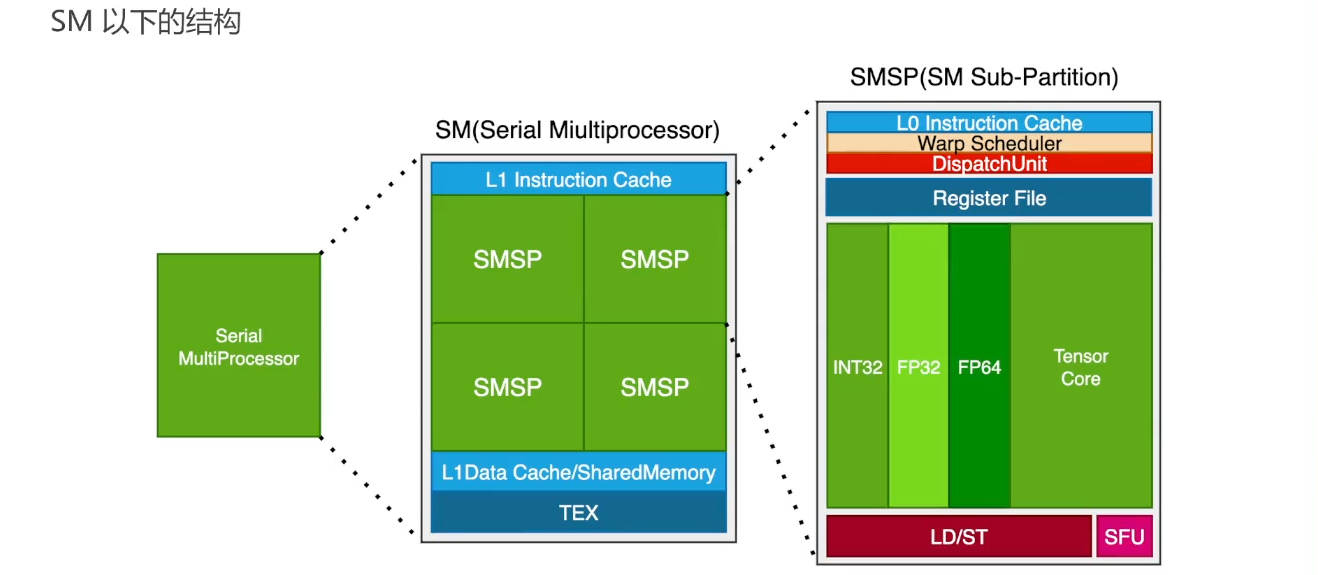 SM 以下的结构
SMSP(SM Sub-Partition)
SM(Serial Miultiprocessor)
Serial
MultiProcessor
L1 Instruction Cache
SMSP
SMSP
SMSP
SMSP
L1Data Cache/SharedMemory
TEX
L0 Instruction Cache
Warp Scheduler
DispatchUnit
Register File
INT32
FP32
FP64
Tensor
Core
LD/ST
SFU